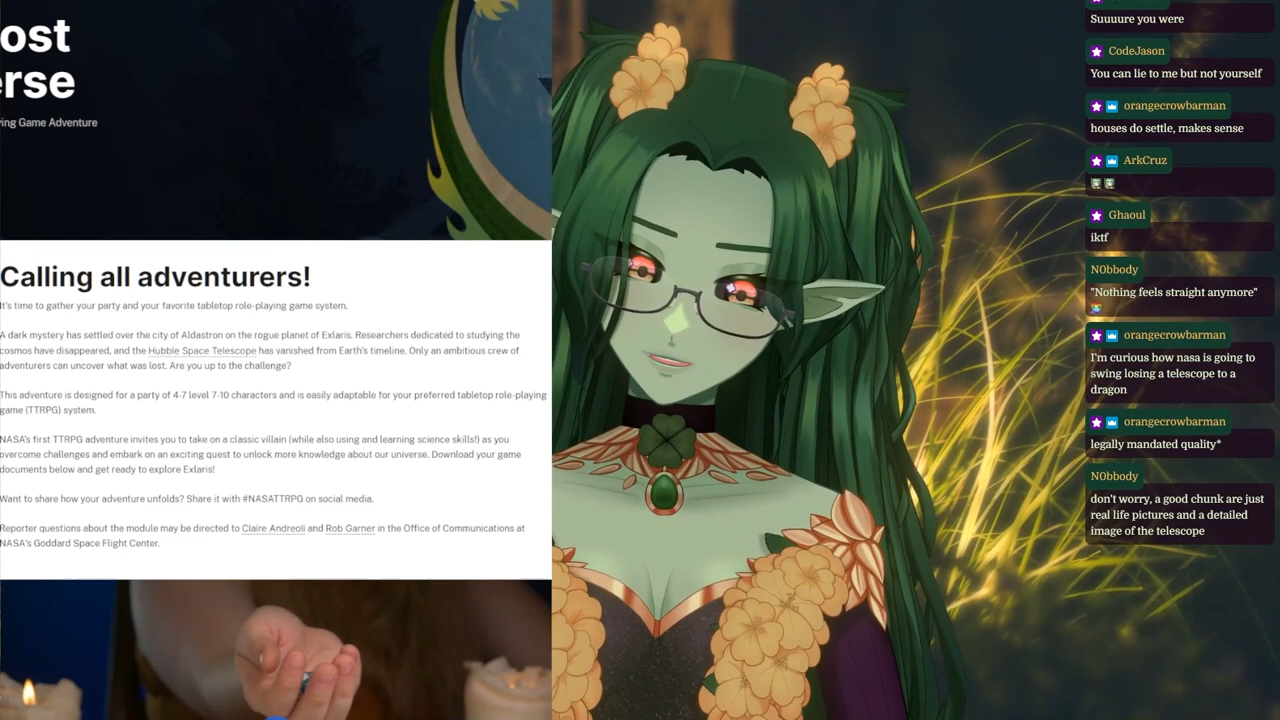 ost
erse
ing Game Adventure
Calling all adventurers!
It's time to gather your party and your favorite tabletop role-playing game system.
A dark mystery has settled over the city of Aldastron on the rogue planet of Exlaris. Researchers dedicated to studying the
cosmos have disappeared, and the Hubble Space Telescope has vanished from Earth's timeline. Only an ambitious crew of
adventurers can uncover what was lost. Are you up to the challenge?
This adventure is designed for a party of 4-7 level 7-10 characters and is easily adaptable for your preferred tabletop role-playing
game (TTRPG) system.
NASA's first TTRPG adventure invites you to take on a classic villain (while also using and learning science skills!) as you
overcome challenges and embark on an exciting quest to unlock more knowledge about our universe. Download your game
documents below and get ready to explore Exlaris!
Want to share how your adventure unfolds? Share it with #NASATTRPG on social media.
Reporter questions about the module may be directed to Claire Andreoli and Rob Garner in the Office of Communications at
NASA's Goddard Space Flight Center.
Suuuure you were
CodeJason
You can lie to me but not yourself
orangecrowbarman
houses do settle, makes sense
ArkCruz
Ghaoul
iktf
N0bbody
"Nothing feels straight anymore"
orangecrowbarman
I'm curious how nasa is going to
swing losing a telescope to a
dragon
orangecrowbarman
legally mandated quality*
N0bbody
don't worry, a good chunk are just
real life pictures and a detailed
image of the telescope